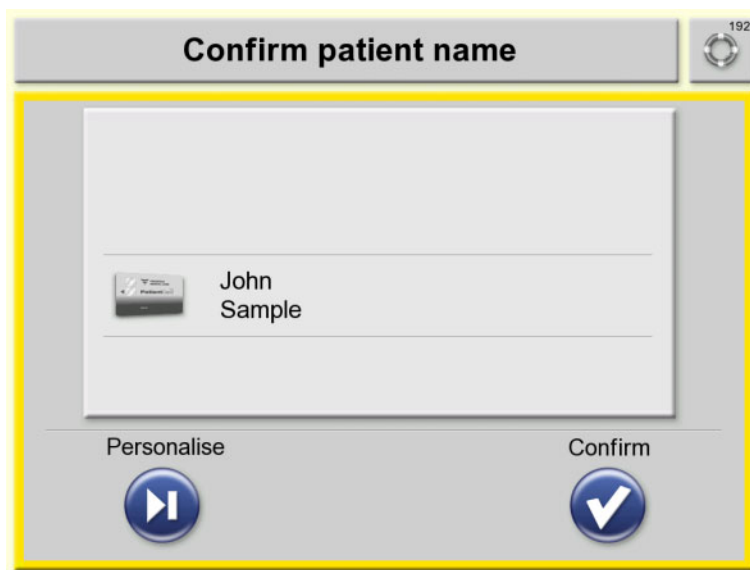 Confirm patient name
192
John
Sample
Personalise
Confirm